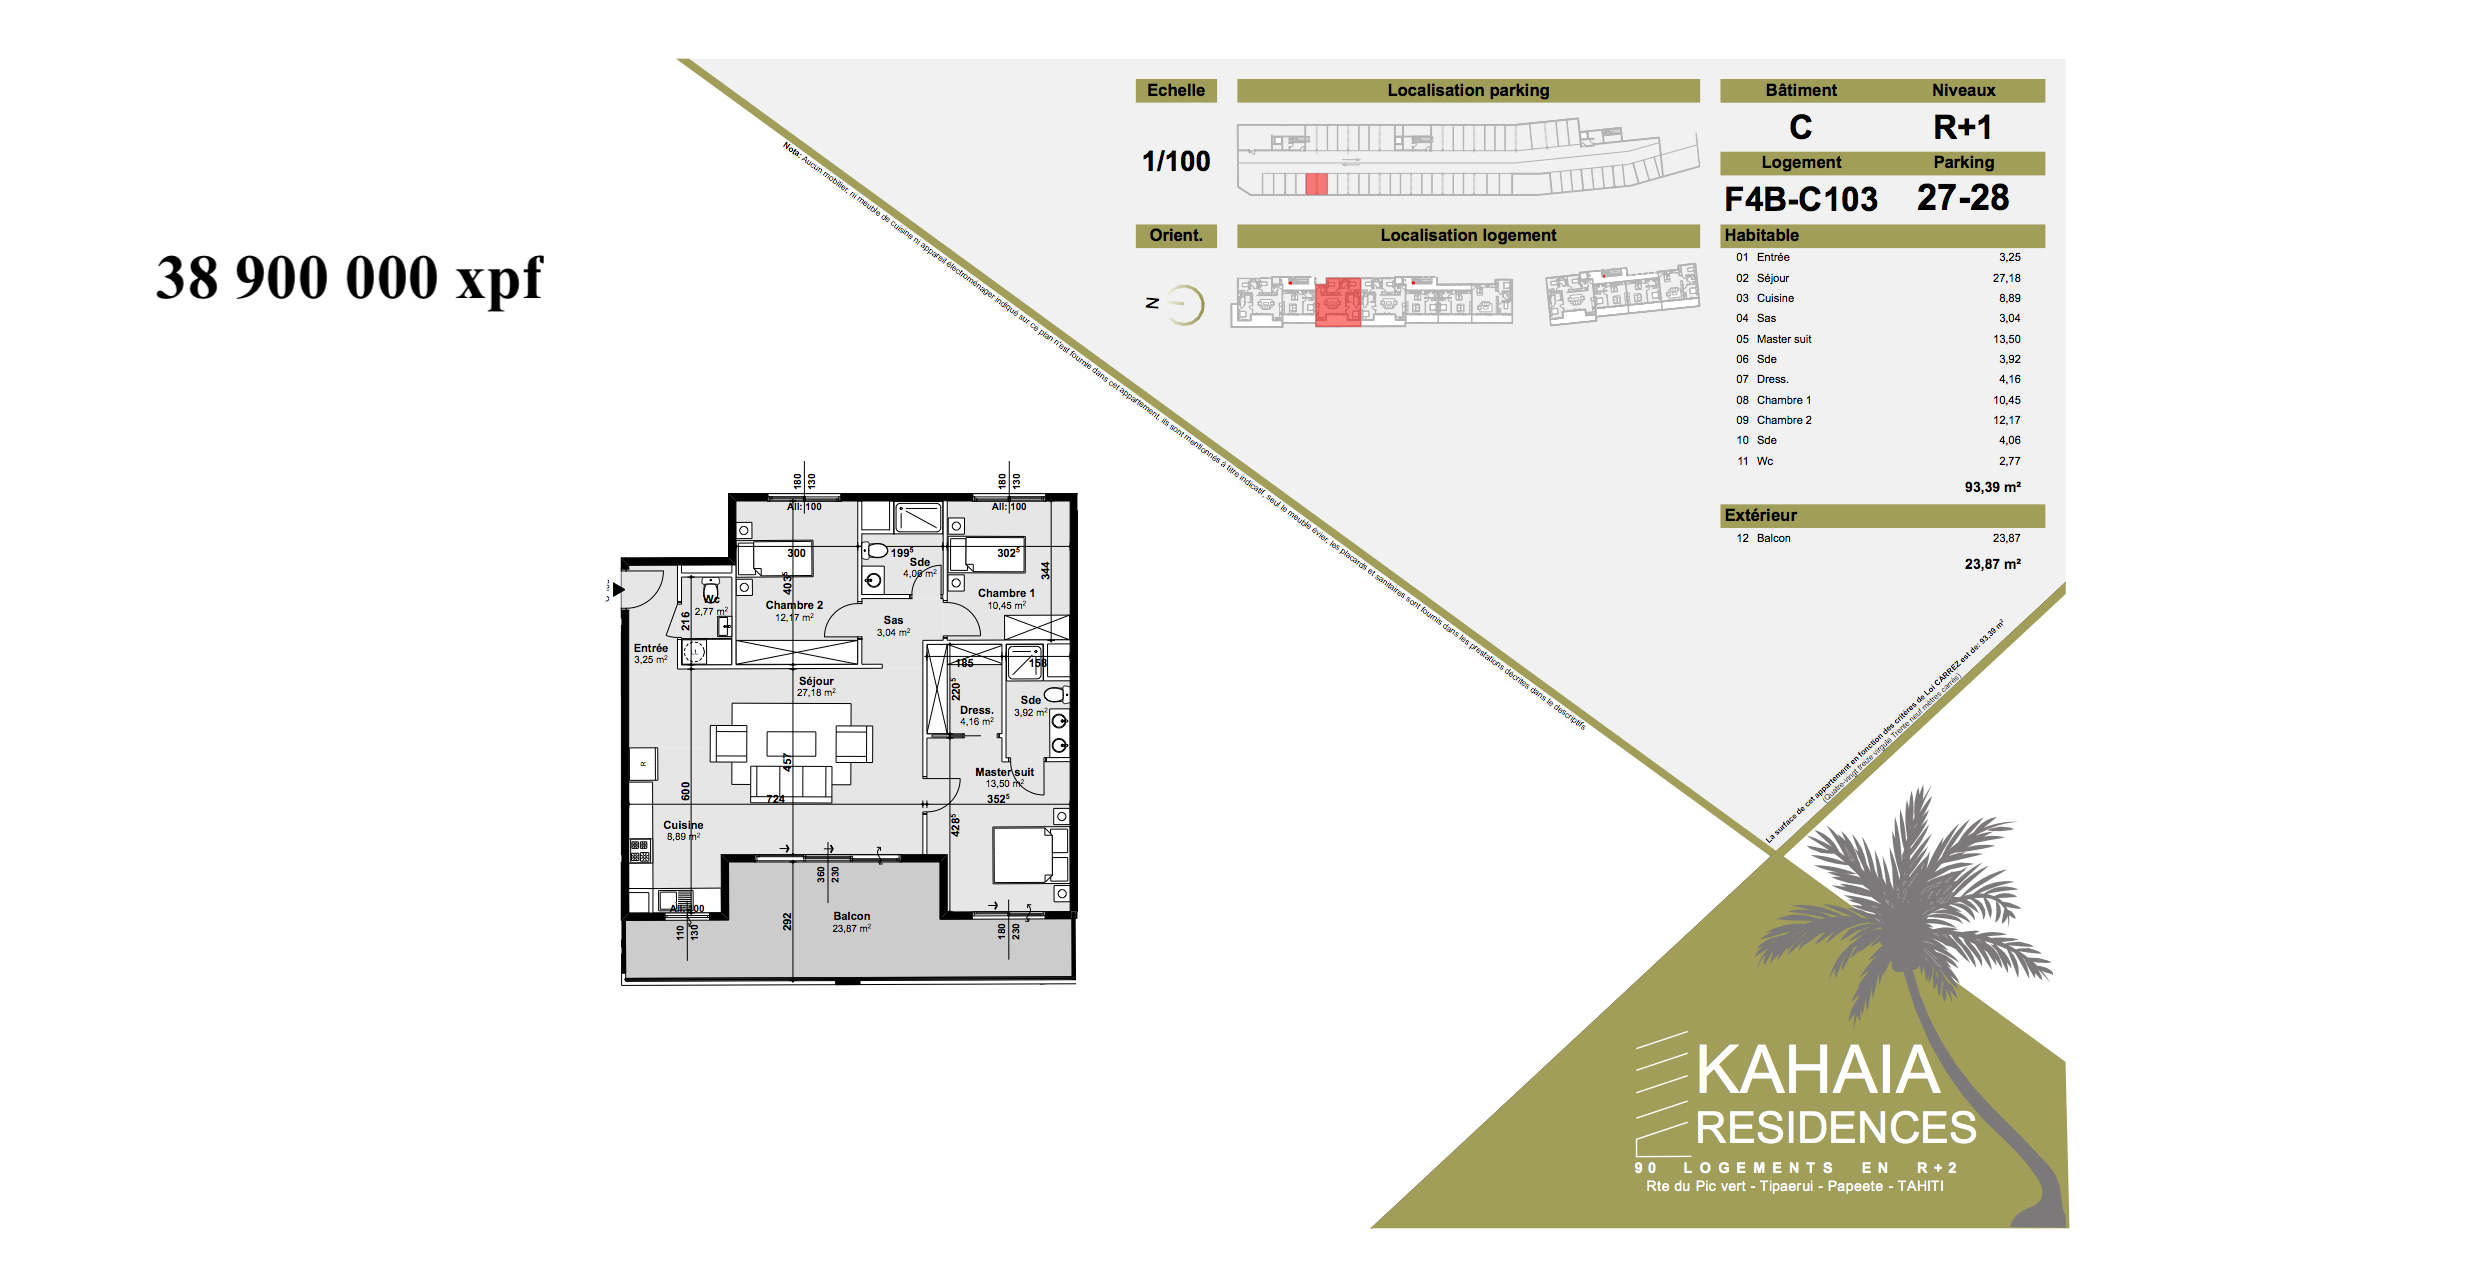 38 900 000 xpf
Echelle
1/100
Localisation parking
Bâtiment Niveaux
C R+1
Logement Parking
F4B-C103 27-28
Orient.
N
Localisation logement
Habitable
01 Entrée 3,25
02 Séjour 27,18
03 Cuisine 8,89
04 Sas 3,04
05 Master suit 13,50
06 Sde 3,92
07 Dress. 4,16
08 Chambre 1 10,45
09 Chambre 2 12,17
10 Sde 4,06
11 Wc 2,77
93,39 m²
Extérieur
12 Balcon 23,87
23,87 m²
Nota: Aucun mobilier, ni meuble de cuisine ni appareil électroménager indiqué sur ce plan n'est fournie dans cet appartement, ils sont mentionnés à titre indicatif, seul le meuble évier, les placards et sanitaires sont fournis dans les prestations décrites dans le descriptifs
La surface de cet appartement en fonction des critères de Loi CARREZ est de: 93,39 m²
(Quatre-vingt treize virgule Trente neuf mètres carrés)
180
130
180
130
All: 100
All: 100
300
199⁵
302⁵
403⁵
344
Sde
4,06 m²
Wc
2,77 m²
Chambre 2
12,17 m²
Chambre 1
10,45 m²
216
Sas
3,04 m²
Entrée
3,25 m²
LL
185
158
Séjour
27,18 m²
220⁵
Dress.
4,16 m²
Sde
3,92 m²
R
457
600
724
Master suit
13,50 m²
352⁵
428⁵
Cuisine
8,89 m²
360
230
All: 100
110
130
292
Balcon
23,87 m²
180
230
KAHAIA
RESIDENCES
90 LOGEMENTS EN R+2
Rte du Pic vert - Tipaerui - Papeete - TAHITI